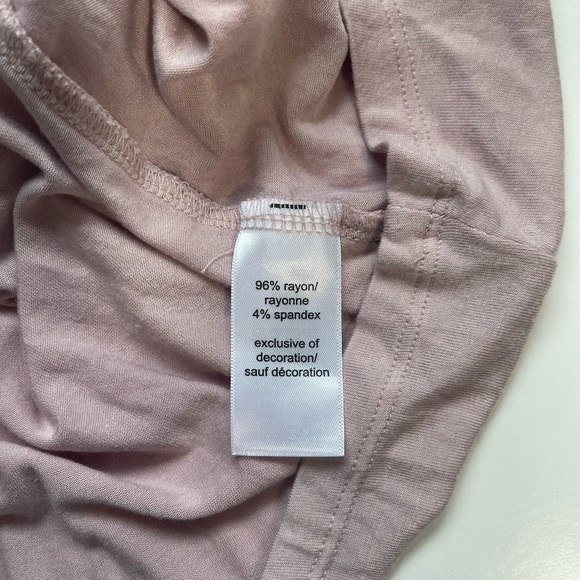 96% rayon/
rayonne
4% spandex
exclusive of
decoration/
sauf décoration